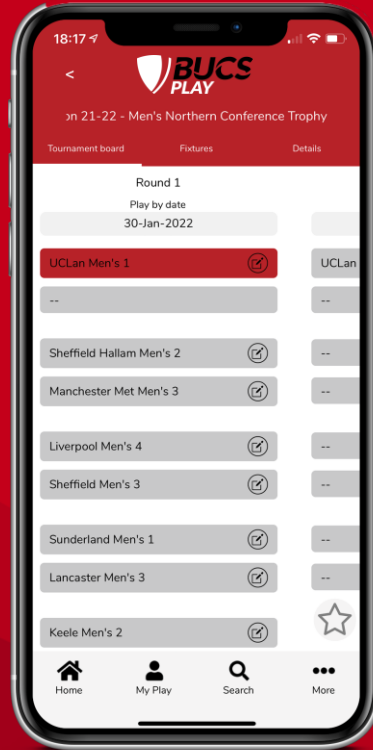 18:17
<
BUCS
PLAY
on 21-22 - Men's Northern Conference Trophy
Tournament board Fixtures Details
Round 1
Play by date
30-Jan-2022
UCLan Men's 1 UCLan
-- --
Sheffield Hallam Men's 2 --
Manchester Met Men's 3 --
Liverpool Men's 4 --
Sheffield Men's 3 --
Sunderland Men's 1 --
Lancaster Men's 3 --
Keele Men's 2
Home My Play Search More